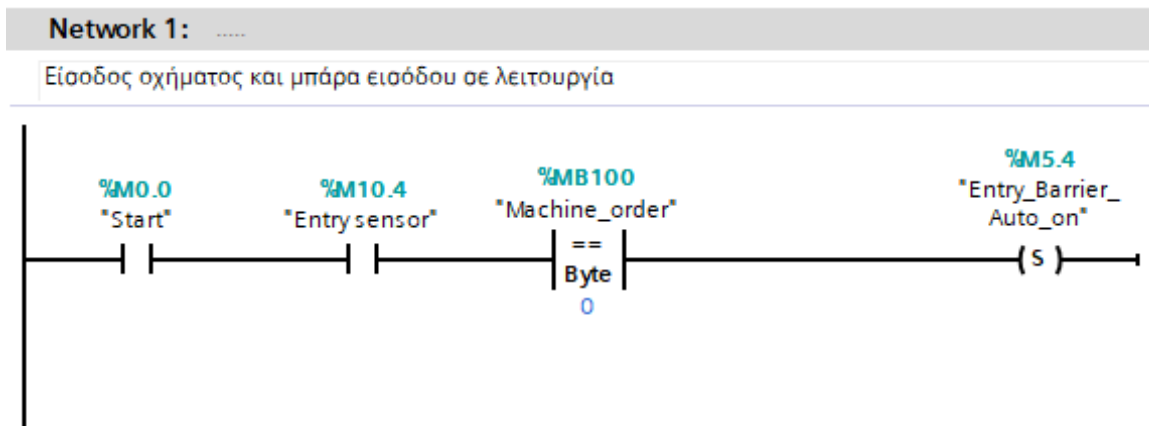 Network 1: .....
Είσοδος οχήματος και μπάρα εισόδου σε λειτουργία
%M0.0
"Start"
%M10.4
"Entry sensor"
%MB100
"Machine_order"
==
Byte
0
%M5.4
"Entry_Barrier_
Auto_on"
S